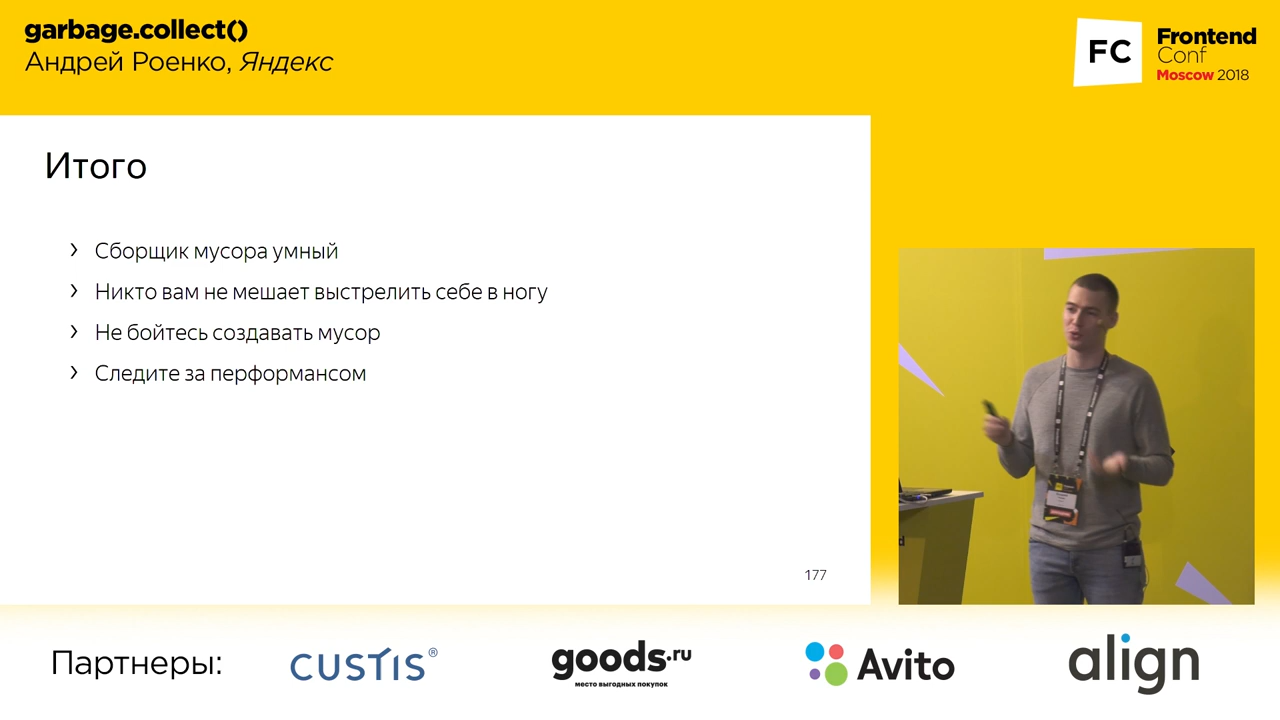 garbage.collect()
Андрей Роенко, Яндекс
FC
Frontend
Conf
Moscow 2018
Итого
› Сборщик мусора умный
› Никто вам не мешает выстрелить себе в ногу
› Не бойтесь создавать мусор
› Следите за перформансом
177
Партнеры:
CUSTIS®
goods.ru
место выгодных покупок
Avito
align